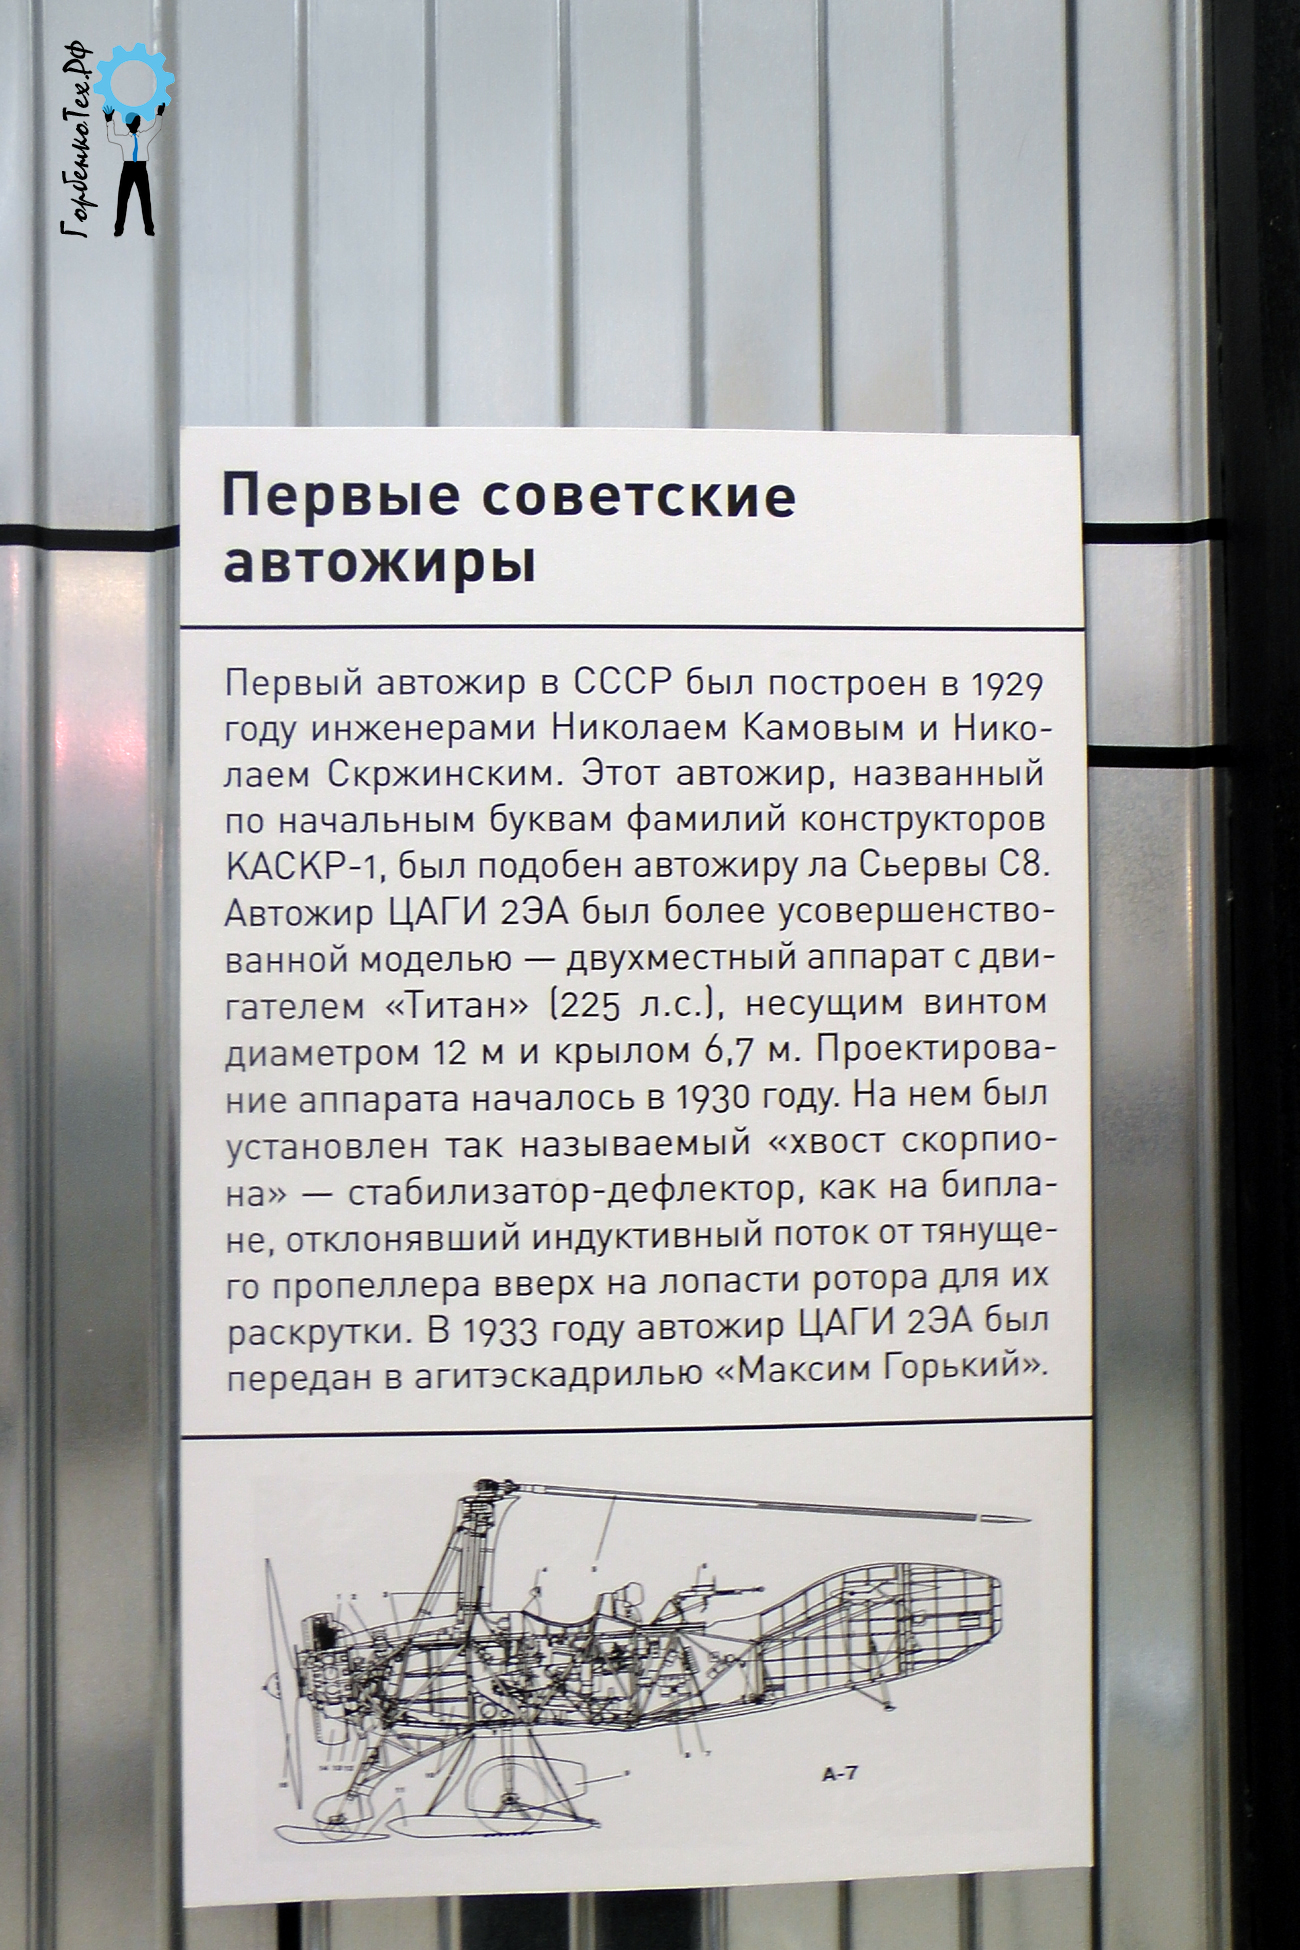 ГорбенкоТех.РФ
Первые советские
автожиры
Первый автожир в СССР был построен в 1929
году инженерами Николаем Камовым и Нико-
лаем Скржинским. Этот автожир, названный
по начальным буквам фамилий конструкторов
КАСКР-1, был подобен автожиру ла Сьервы С8.
Автожир ЦАГИ 2ЭА был более усовершенство-
ванной моделью — двухместный аппарат с дви-
гателем «Титан» (225 л.с.), несущим винтом
диаметром 12 м и крылом 6,7 м. Проектирова-
ние аппарата началось в 1930 году. На нем был
установлен так называемый «хвост скорпио-
на» — стабилизатор-дефлектор, как на бипла-
не, отклонявший индуктивный поток от тянуще-
го пропеллера вверх на лопасти ротора для их
раскрутки. В 1933 году автожир ЦАГИ 2ЭА был
передан в агитэскадрилью «Максим Горький».
А-7